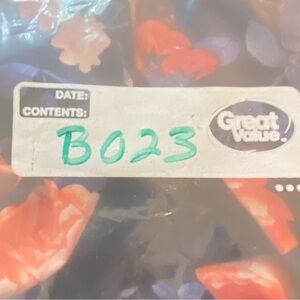 DATE:
CONTENTS:
B023
Great
Value